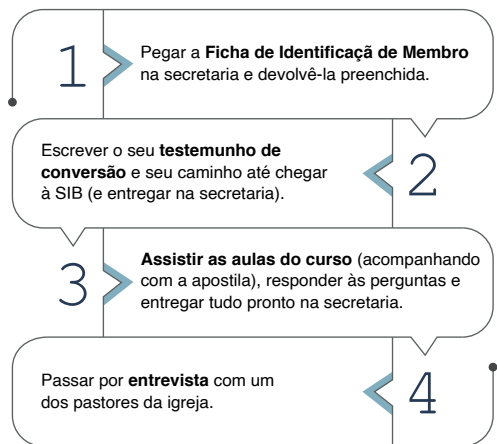 1
Pegar a Ficha de Identificaçã de Membro
na secretaria e devolvê-la preenchida.
Escrever o seu testemunho de
conversão e seu caminho até chegar
à SIB (e entregar na secretaria).
2
3
Assistir as aulas do curso (acompanhando
com a apostila), responder às perguntas e
entregar tudo pronto na secretaria.
Passar por entrevista com um
dos pastores da igreja.
4